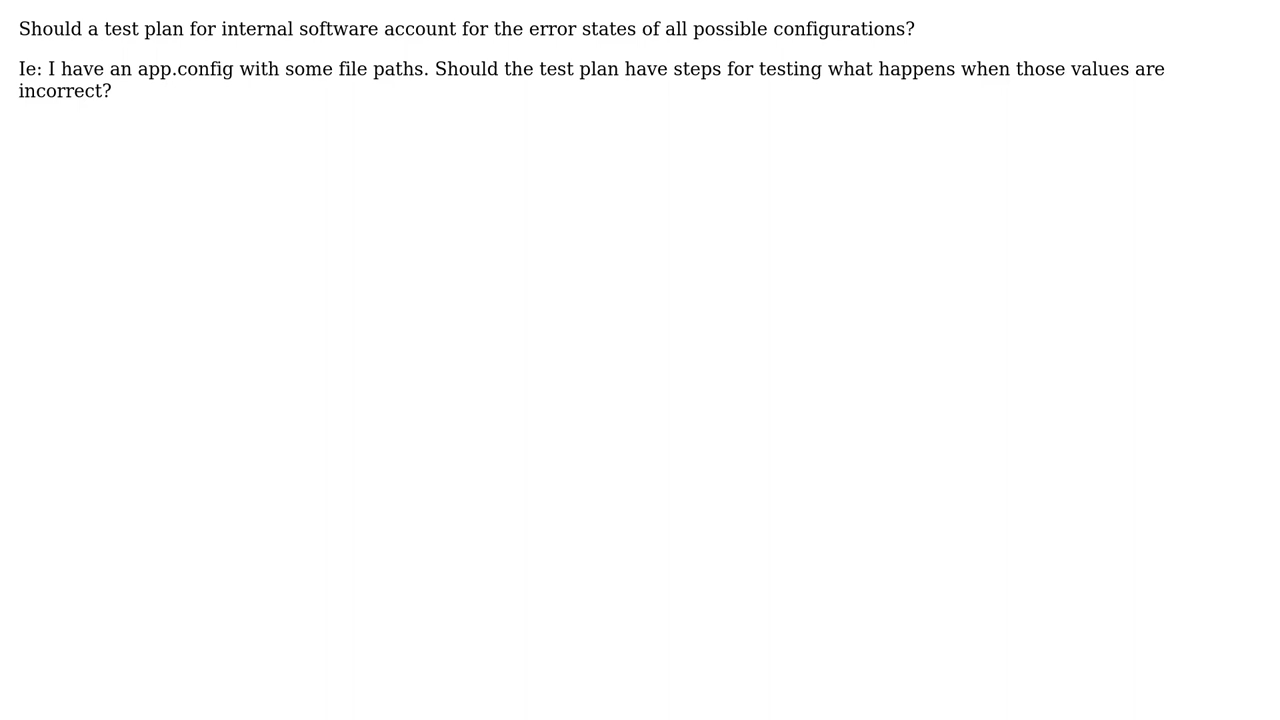 Should a test plan for internal software account for the error states of all possible configurations?
Ie: I have an app.config with some file paths. Should the test plan have steps for testing what happens when those values are
incorrect?